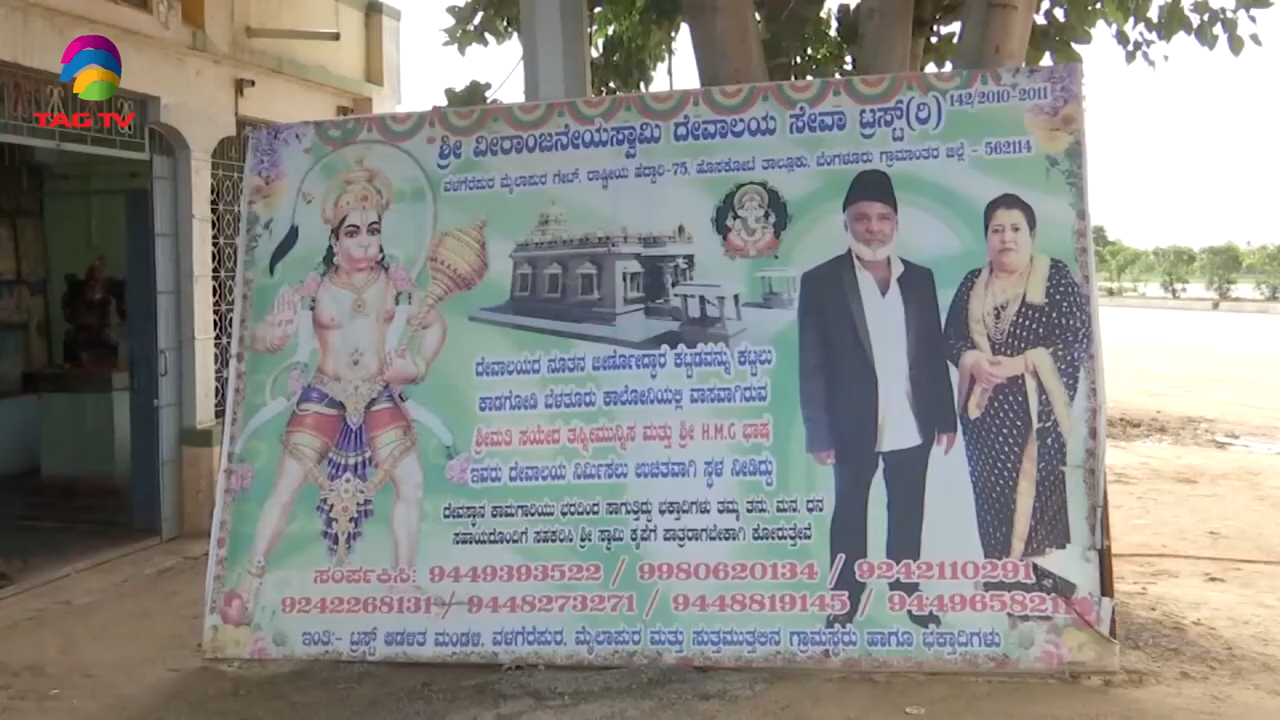 TAG TV
ಶ್ರೀ ವೀರಾಂಜನೇಯಸ್ವಾಮಿ ದೇವಾಲಯ ಸೇವಾ ಟ್ರಸ್ಟ್(ರಿ) 142/2010-2011
ವಳಗೆರೆಪುರ ಮೈಲಾಪುರ ಗೇಟ್, ರಾಷ್ಟ್ರೀಯ ಹೆದ್ದಾರಿ-75, ಹೊಸಕೋಟೆ ತಾಲ್ಲೂಕು, ಬೆಂಗಳೂರು ಗ್ರಾಮಾಂತರ ಜಿಲ್ಲೆ - 562114
ದೇವಾಲಯದ ನೂತನ ಜೀರ್ಣೋದ್ಧಾರ ಕಟ್ಟಡವನ್ನು ಕಟ್ಟಲು
ಕಾಡಗೋಡಿ ಬೆಳತೂರು ಕಾಲೋನಿಯಲ್ಲಿ ವಾಸವಾಗಿರುವ
ಶ್ರೀಮತಿ ಸಯೇದ ತಸ್ನೀಮುನ್ನಿಸ ಮತ್ತು ಶ್ರೀ H.M.G ಭಾಷ
ಇವರು ದೇವಾಲಯ ನಿರ್ಮಿಸಲು ಉಚಿತವಾಗಿ ಸ್ಥಳ ನೀಡಿದ್ದು
ದೇವಸ್ಥಾನ ಕಾಮಗಾರಿಯು ಭರದಿಂದ ಸಾಗುತ್ತಿದ್ದು ಭಕ್ತಾದಿಗಳು ತಮ್ಮ ತನು, ಮನ, ಧನ
ಸಹಾಯದೊಂದಿಗೆ ಸಹಕರಿಸಿ ಶ್ರೀ ಸ್ವಾಮಿ ಕೃಪೆಗೆ ಪಾತ್ರರಾಗಬೇಕಾಗಿ ಕೋರುತ್ತೇವೆ
ಸಂಪರ್ಕಿಸಿ: 9449393522 / 9980620134 / 9242110291
9242268131 / 9448273271 / 9448819145 /
ಇಂತಿ:- ಟ್ರಸ್ಟ್ ಆಡಳಿತ ಮಂಡಳಿ, ವಳಗೆರೆಪುರ, ಮೈಲಾಪುರ ಮತ್ತು ಸುತ್ತಮುತ್ತಲಿನ ಗ್ರಾಮಸ್ಥರು ಹಾಗೂ ಭಕ್ತಾದಿಗಳು